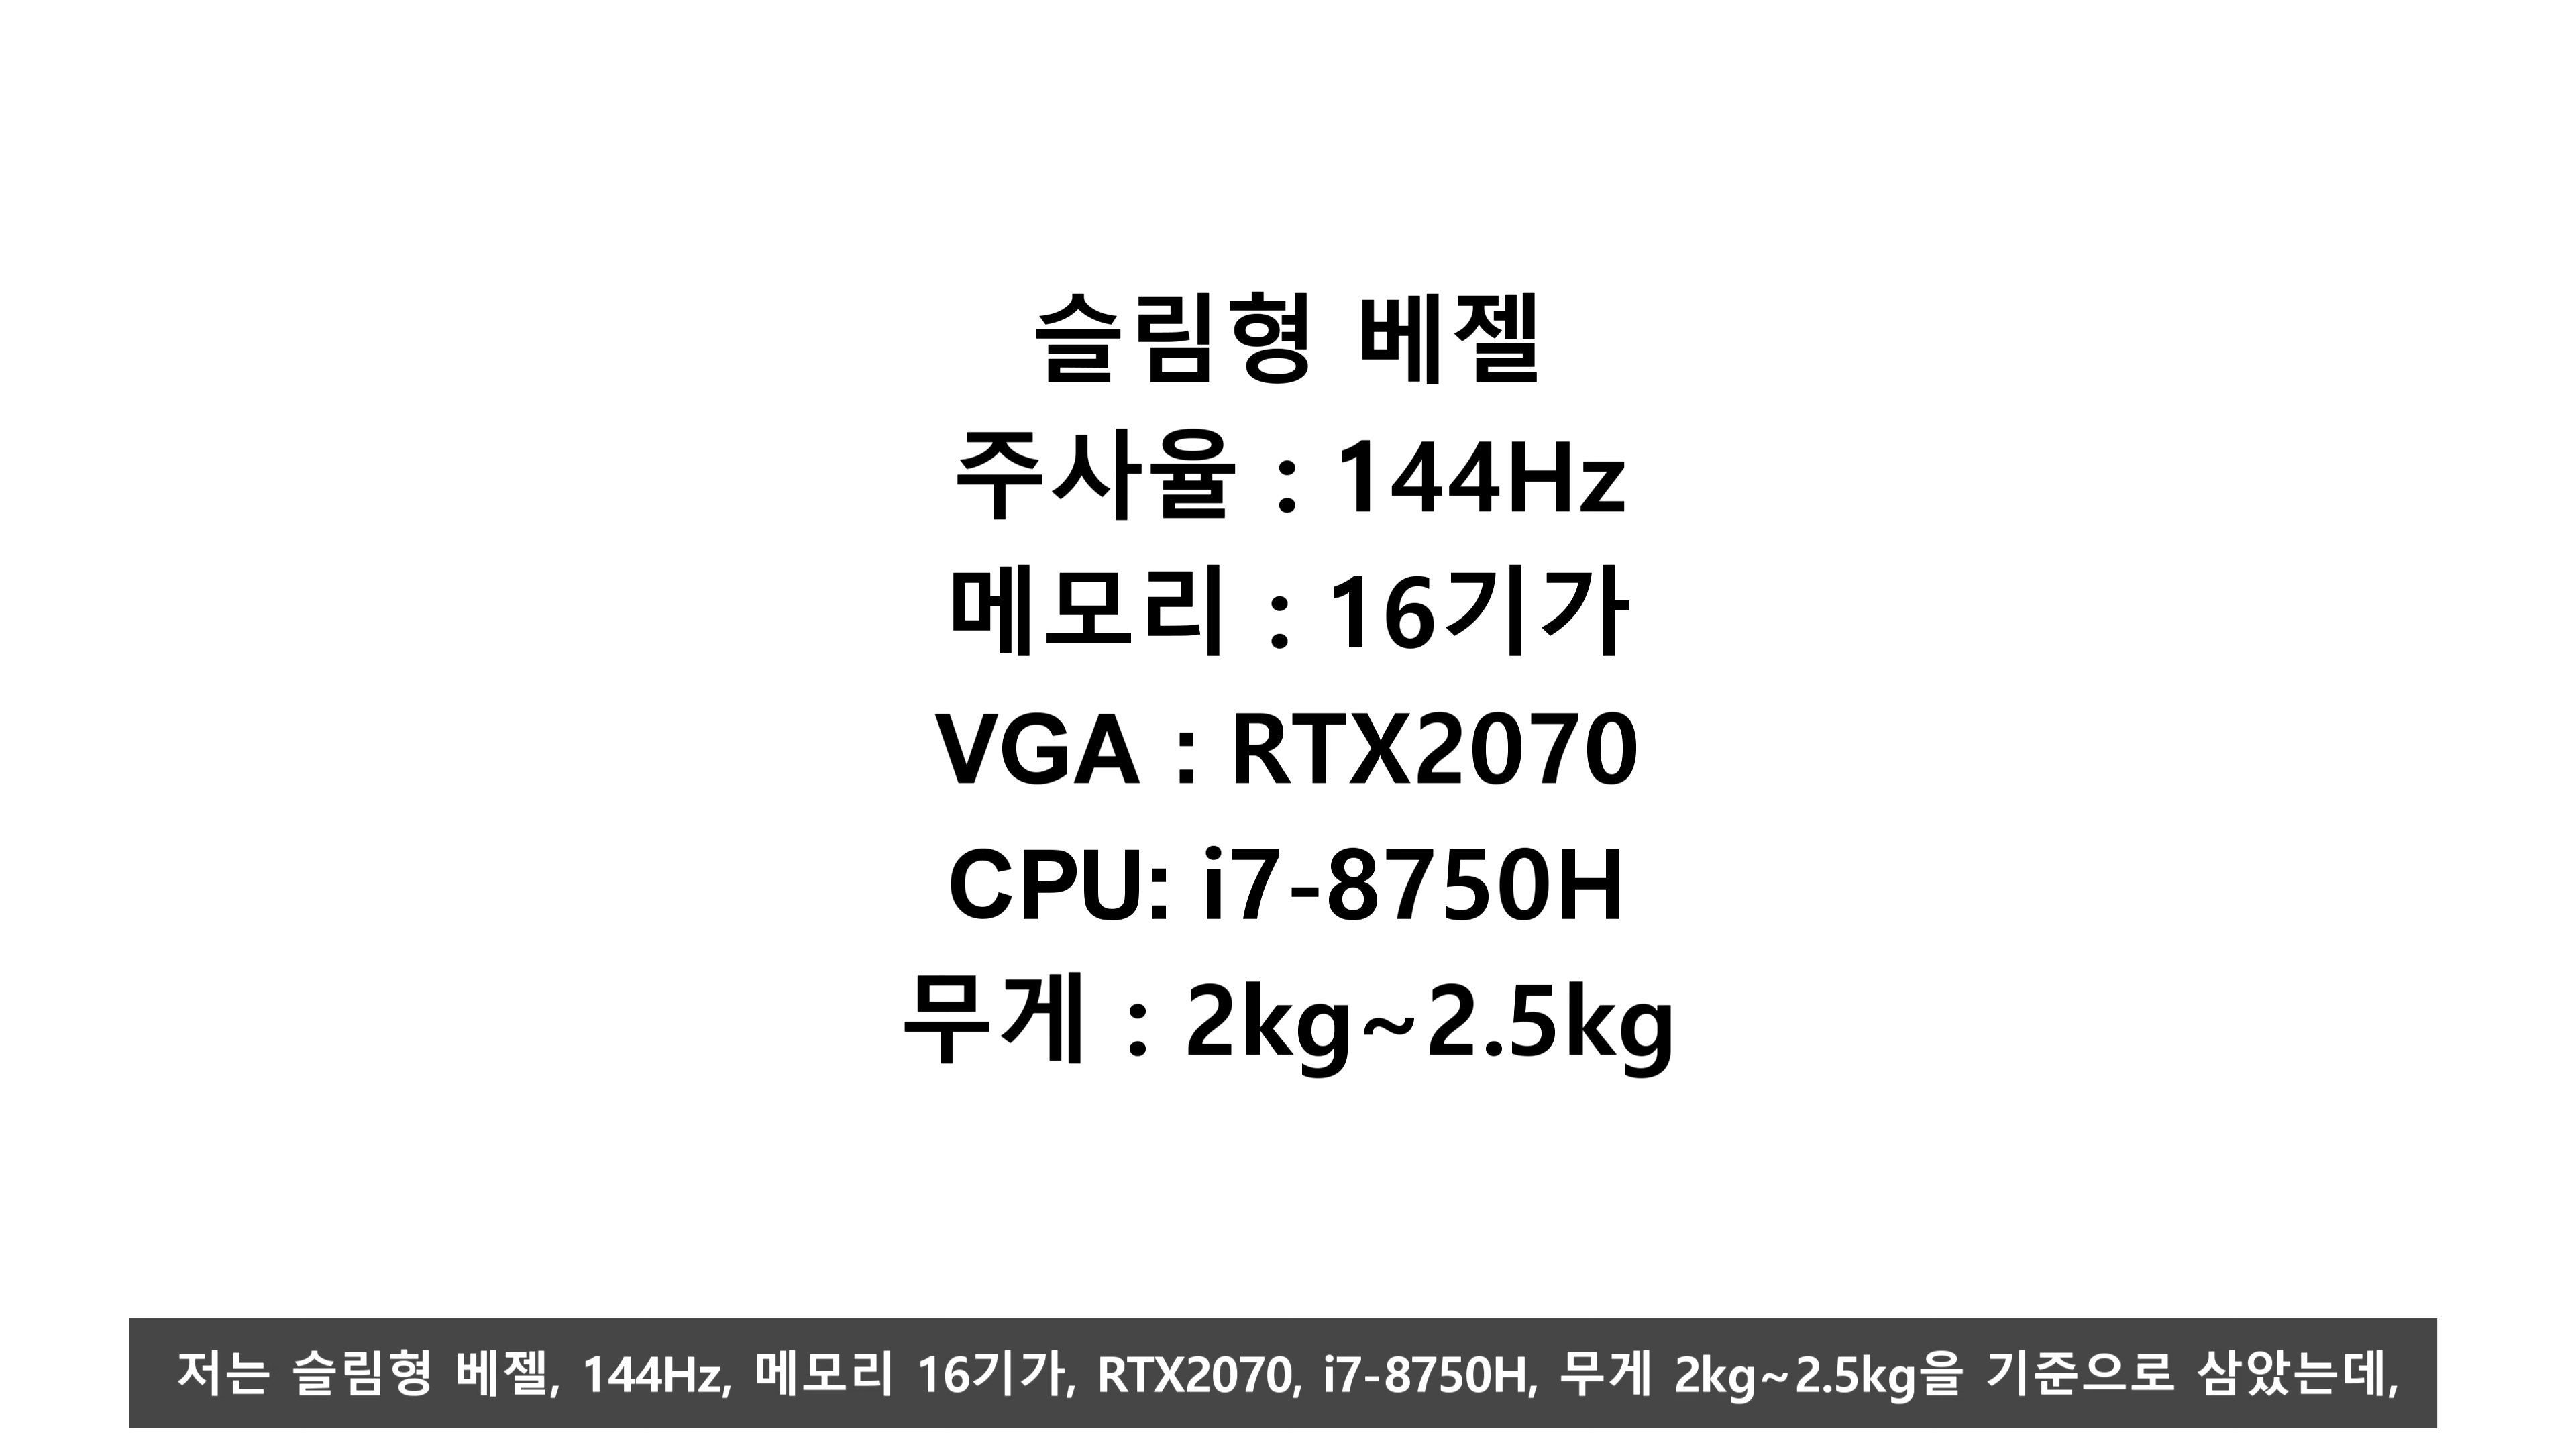 슬림형 베젤
주사율 : 144Hz
메모리 : 16기가
VGA : RTX2070
CPU: i7-8750H
무게 : 2kg~2.5kg
저는 슬림형 베젤, 144Hz, 메모리 16기가, RTX2070, i7-8750H, 무게 2kg~2.5kg을 기준으로 삼았는데,